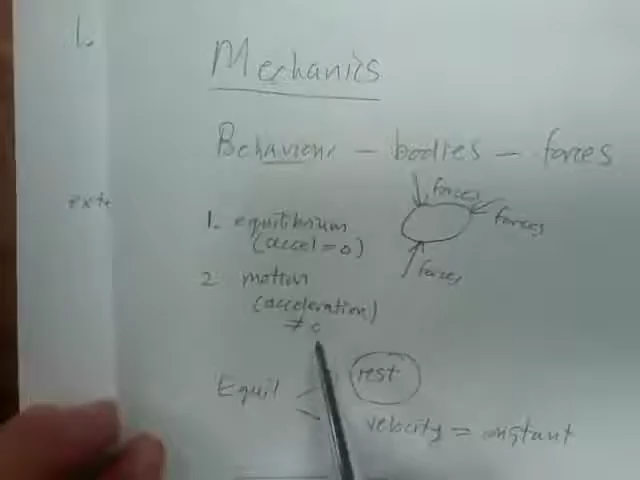 1.
Mechanics
Behaviour - bodies - forces
ext
forces
1. equilibrium
forces
(accel = 0)
2 motion
forces
(acceleration)
≠ 0
Equil
rest
velocity = constant